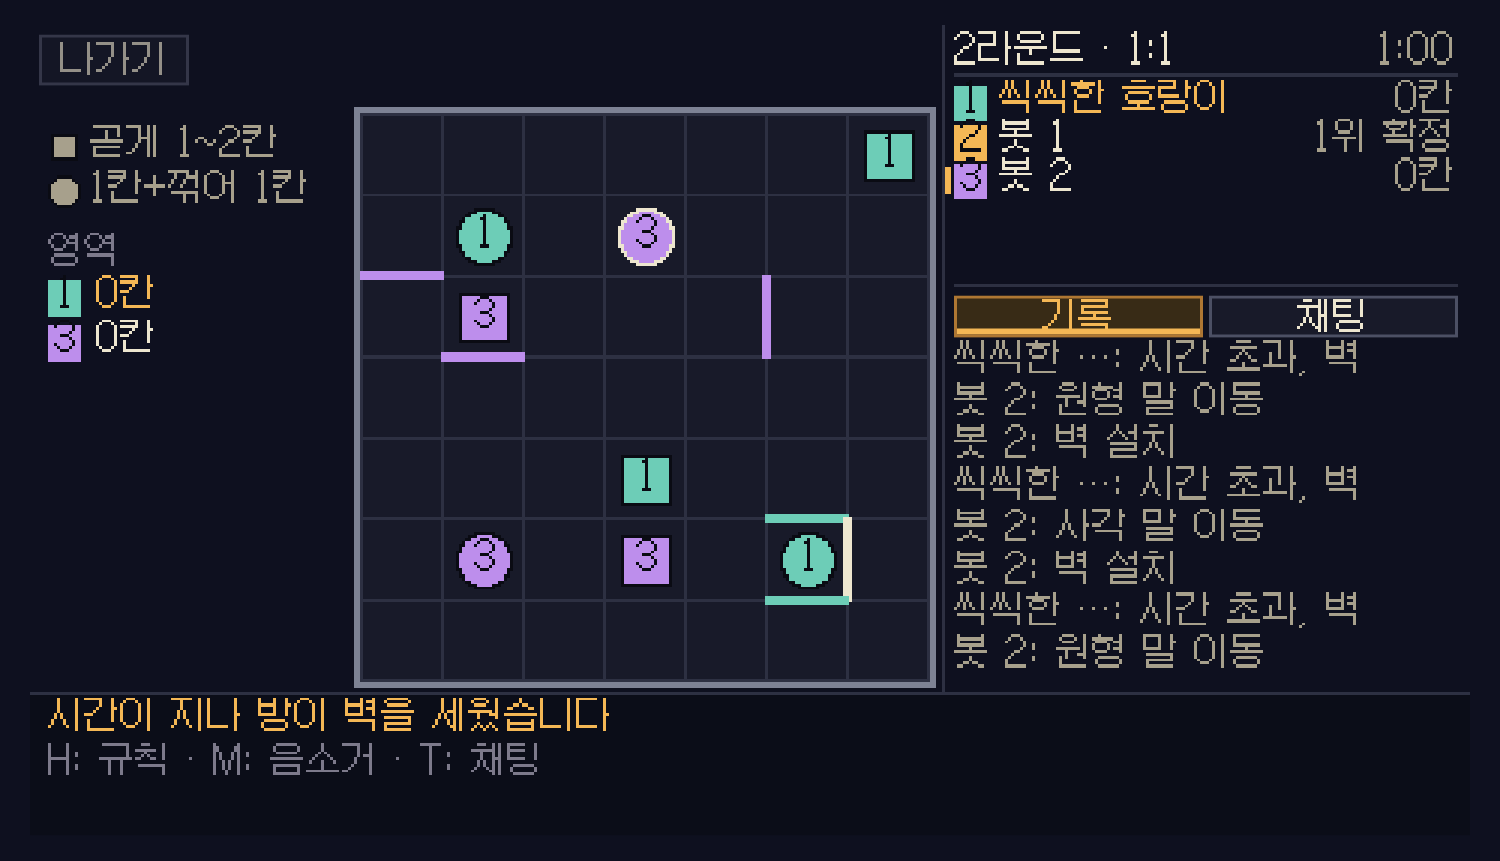 나가기
곧게 1~2칸
1칸+꺾어 1칸
영역
1 0칸
3 0칸
1
1
3
3
1
3
3
1
2라운드 · 1:1 1:00
1 씩씩한 호랑이 0칸
2 봇 1 1위 확정
3 봇 2 0칸
기록 채팅
씩씩한 …: 시간 초과, 벽
봇 2: 원형 말 이동
봇 2: 벽 설치
씩씩한 …: 시간 초과, 벽
봇 2: 사각 말 이동
봇 2: 벽 설치
씩씩한 …: 시간 초과, 벽
봇 2: 원형 말 이동
시간이 지나 방이 벽을 세웠습니다
H: 규칙 · M: 음소거 · T: 채팅